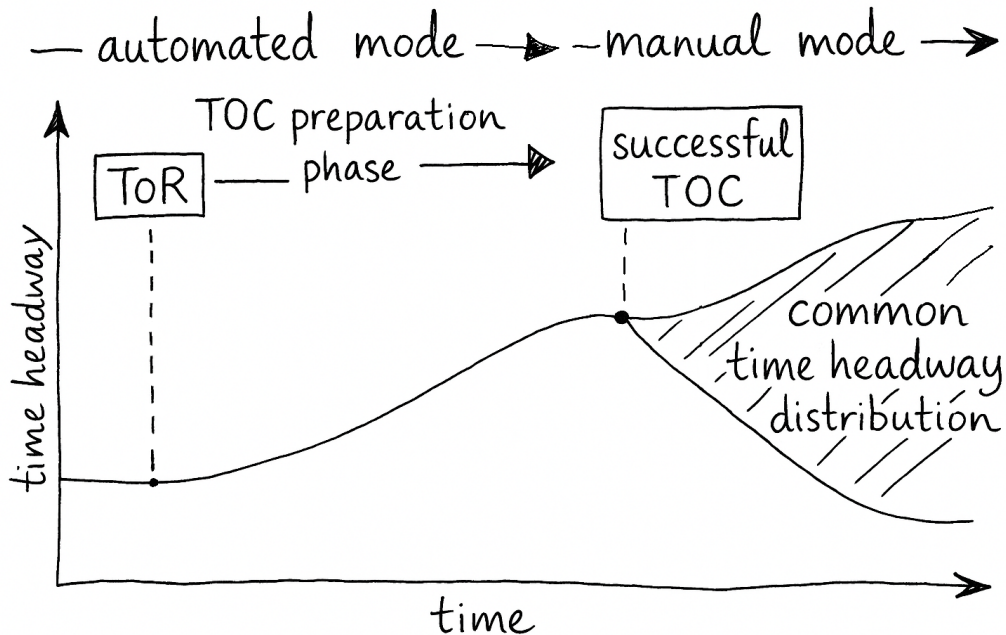 automated mode
manual mode
TOC preparation
phase
ToR
successful
TOC
time headway
common
time headway
distribution
time